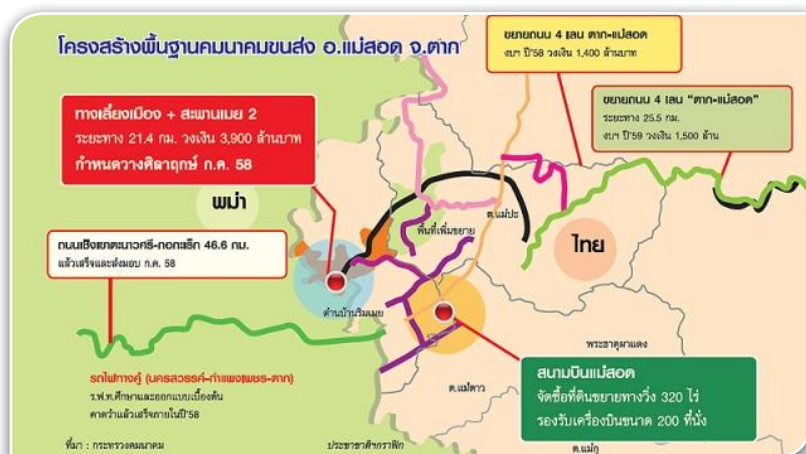 โครงสร้างพื้นฐานคมนาคมขนส่ง อ.แม่สอด จ.ตาก
ขยายถนน 4 เลน ตาก-แม่สอด
งบฯ ปี'58 วงเงิน 1,400 ล้านบาท
ขยายถนน 4 เลน "ตาก-แม่สอด"
ระยะทาง 25.5 กม.
งบฯ ปี'59 วงเงิน 1,500 ล้าน
ทางเลี่ยงเมือง + สะพานเมย 2
ระยะทาง 21.4 กม. วงเงิน 3,900 ล้านบาท
กำหนดวางศิลาฤกษ์ ก.ค. 58
พม่า
ต.แม่ปะ
พื้นที่เพิ่มขยาย
ไทย
ถนนเชิงเขาตะนาวศรี-กอกะเร็ก 46.6 กม.
แล้วเสร็จและส่งมอบ ก.ค. 58
ด่านบ้านริมเมย
พระธาตุผาแดง
สนามบินแม่สอด
จัดซื้อที่ดินขยายทางวิ่ง 320 ไร่
รองรับเครื่องบินขนาด 200 ที่นั่ง
รถไฟทางคู่ (นครสวรรค์-กำแพงเพชร-ตาก)
ร.ฟ.ท.ศึกษาและออกแบบเบื้องต้น
คาดว่าแล้วเสร็จภายในปี'58
ต.แม่ตาว
ที่มา : กระทรวงคมนาคม
ประชาชาติฯกราฟิก
ต.แม่กุ